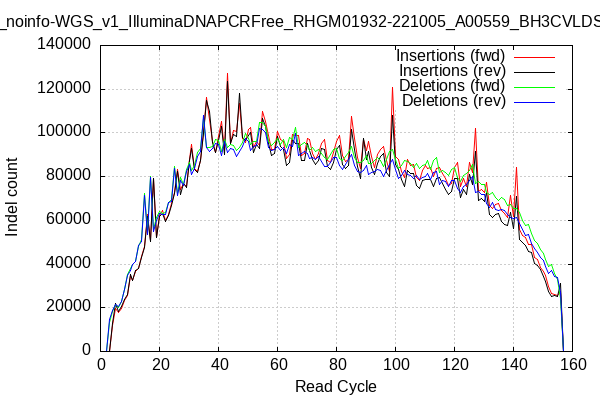 _noinfo-WGS_v1_IlluminaDNAPCRFree_RHGM01932-221005_A00559_BH3CVLDS
Insertions (fwd)
Insertions (rev)
Deletions (fwd)
Deletions (rev)
Indel count
140000
120000
100000
80000
60000
40000
20000
0
0 20 40 60 80 100 120 140 160
Read Cycle